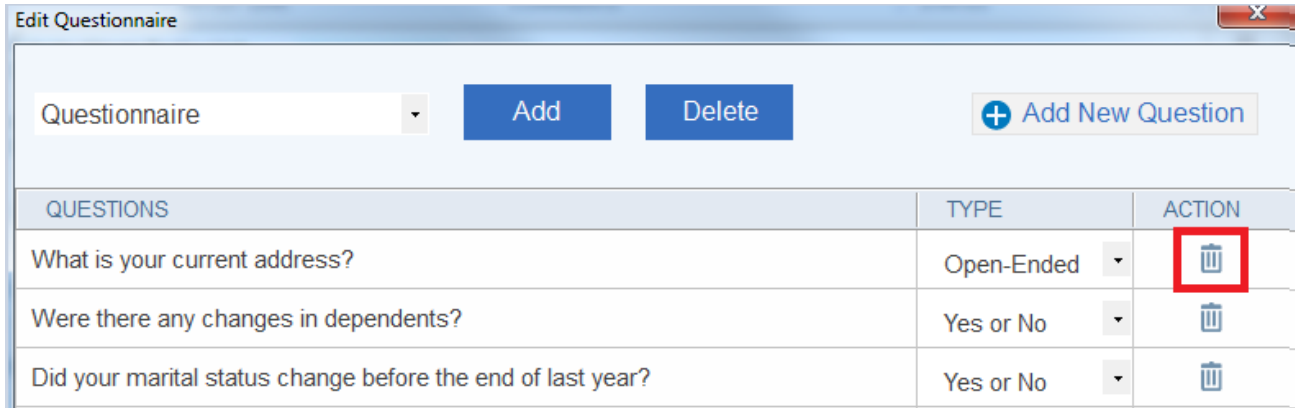 Edit Questionnaire
X
Questionnaire Add Delete Add New Question
QUESTIONS TYPE ACTION
What is your current address? Open-Ended
Were there any changes in dependents? Yes or No
Did your marital status change before the end of last year? Yes or No